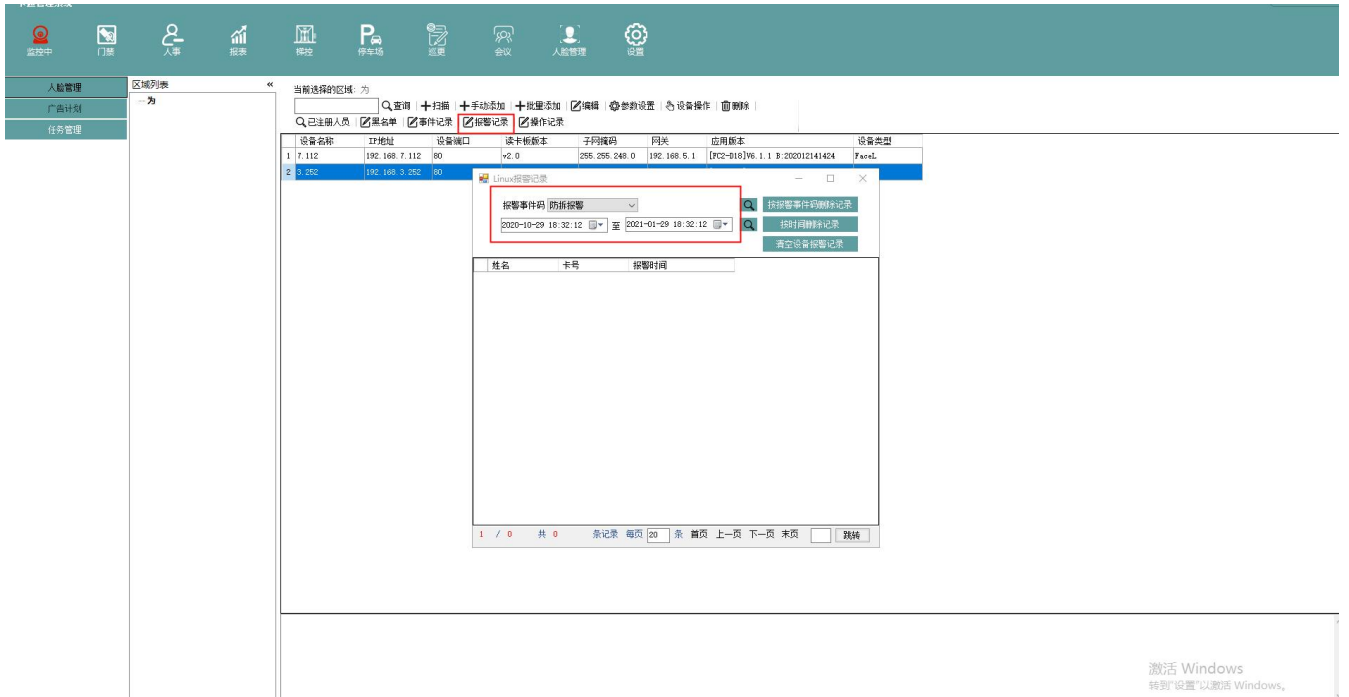 监控中 门禁 人事 报表 梯控 停车场 巡更 会议 人脸管理 设置
人脸管理
广告计划
任务管理
区域列表 «
为
当前选择的区域: 为
查询 扫描 手动添加 批量添加 编辑 参数设置 设备操作 删除
已注册人员 黑名单 事件记录 报警记录 操作记录
设备名称 IP地址 设备端口 读卡板版本 子网掩码 网关 应用版本 设备类型
1 7.112 192.168.7.112 80 v2.0 255.255.248.0 192.168.5.1 [FC2-D18]V6.1.1 B:202012141424 FaceL
2 3.252 192.168.3.252 80
Linux报警记录
报警事件码 防拆报警 按报警事件码删除记录
2020-10-29 18:32:12 至 2021-01-29 18:32:12 按时间删除记录
清空设备报警记录
姓名 卡号 报警时间
1 / 0 共 0 条记录 每页 20 条 首页 上一页 下一页 末页 跳转
激活 Windows
转到"设置"以激活 Windows。